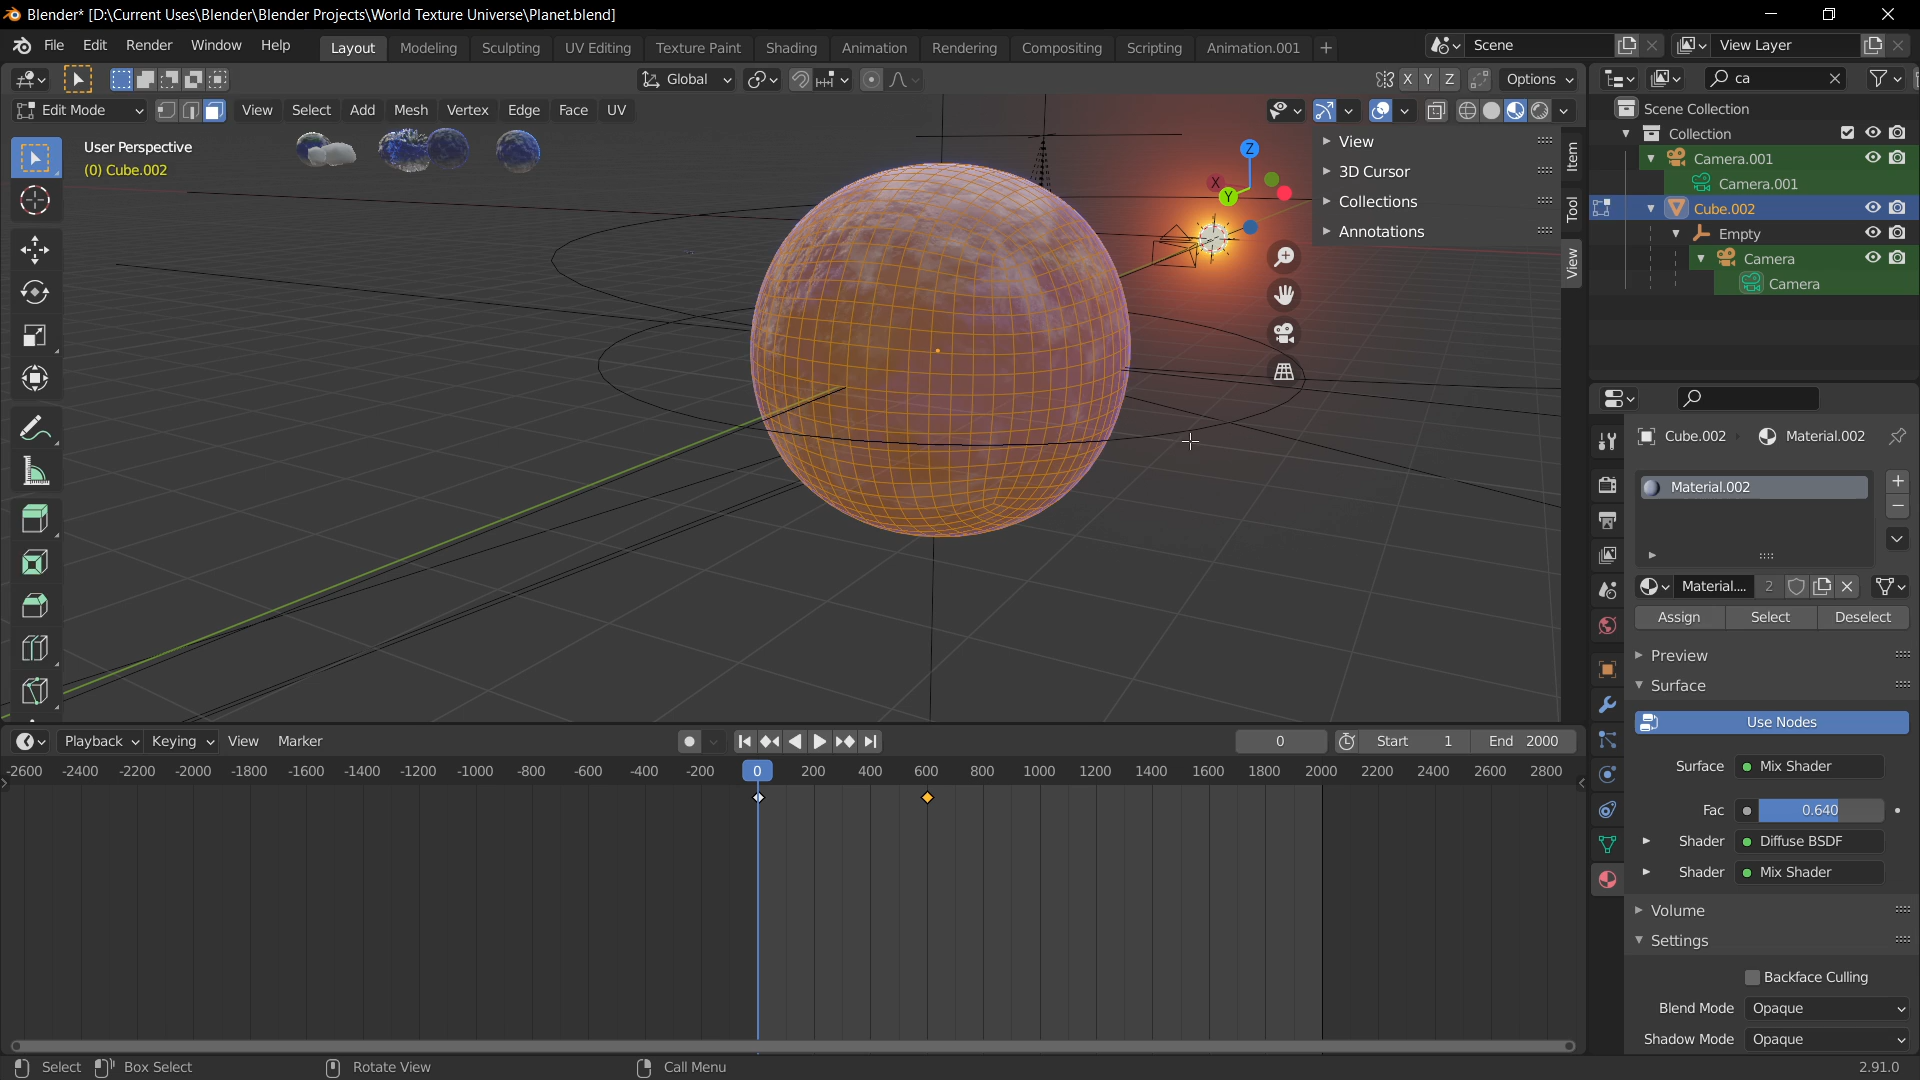 Blender* [D:\Current Uses\Blender\Blender Projects\World Texture Universe\Planet.blend]
File Edit Render Window Help Layout Modeling Sculpting UV Editing Texture Paint Shading Animation Rendering Compositing Scripting Animation.001 + Scene View Layer
Global X Y Z Options ca
Edit Mode View Select Add Mesh Vertex Edge Face UV
User Perspective
(0) Cube.002
Z
X
Y
View
3D Cursor
Collections
Annotations
Item
Tool
View
Scene Collection
Collection
Camera.001
Camera.001
Cube.002
Empty
Camera
Camera
Cube.002 Material.002
Material.002
Material.... 2
Assign Select Deselect
Preview
Surface
Use Nodes
Surface Mix Shader
Fac 0.640
Shader Diffuse BSDF
Shader Mix Shader
Volume
Settings
Backface Culling
Blend Mode Opaque
Shadow Mode Opaque
Playback Keying View Marker 0 Start 1 End 2000
-2600 -2400 -2200 -2000 -1800 -1600 -1400 -1200 -1000 -800 -600 -400 -200 0 200 400 600 800 1000 1200 1400 1600 1800 2000 2200 2400 2600 2800
Select Box Select Rotate View Call Menu 2.91.0